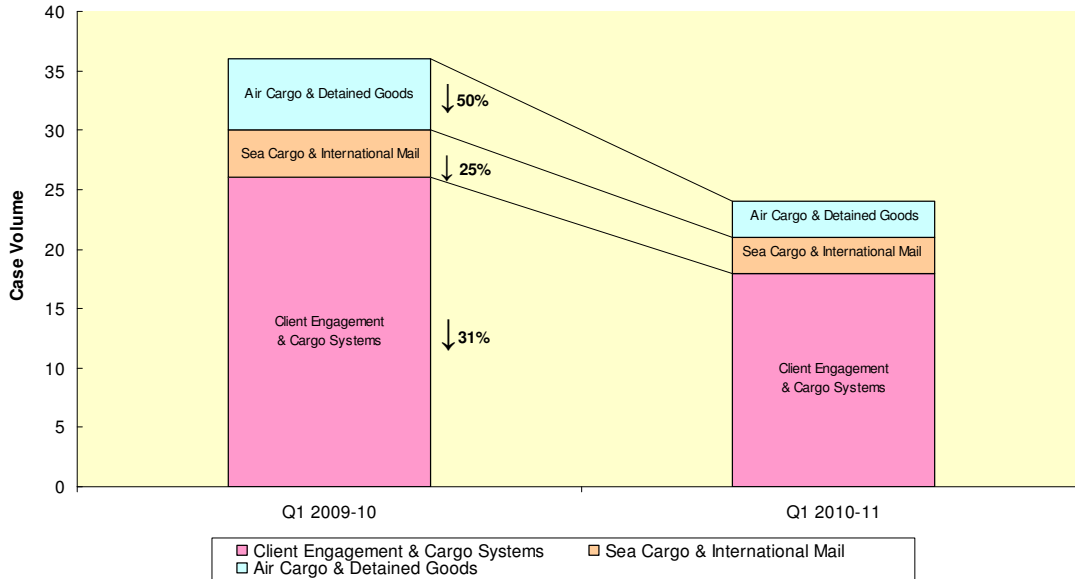 40
35
30
25
20
15
10
5
0
Case Volume
Air Cargo & Detained Goods
50%
Sea Cargo & International Mail
25%
Client Engagement
& Cargo Systems
31%
Air Cargo & Detained Goods
Sea Cargo & International Mail
Client Engagement
& Cargo Systems
Q1 2009-10
Q1 2010-11
Client Engagement & Cargo Systems
Sea Cargo & International Mail
Air Cargo & Detained Goods